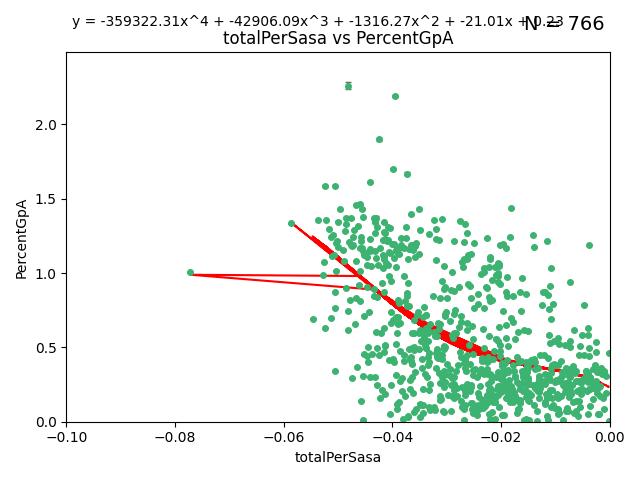 y = -359322.31x^4 + -42906.09x^3 + -1316.27x^2 + -21.01x + 0.23
N = 766
totalPerSasa vs PercentGpA
PercentGpA
2.0
1.5
1.0
0.5
0.0
−0.10 −0.08 −0.06 −0.04 −0.02 0.00
totalPerSasa